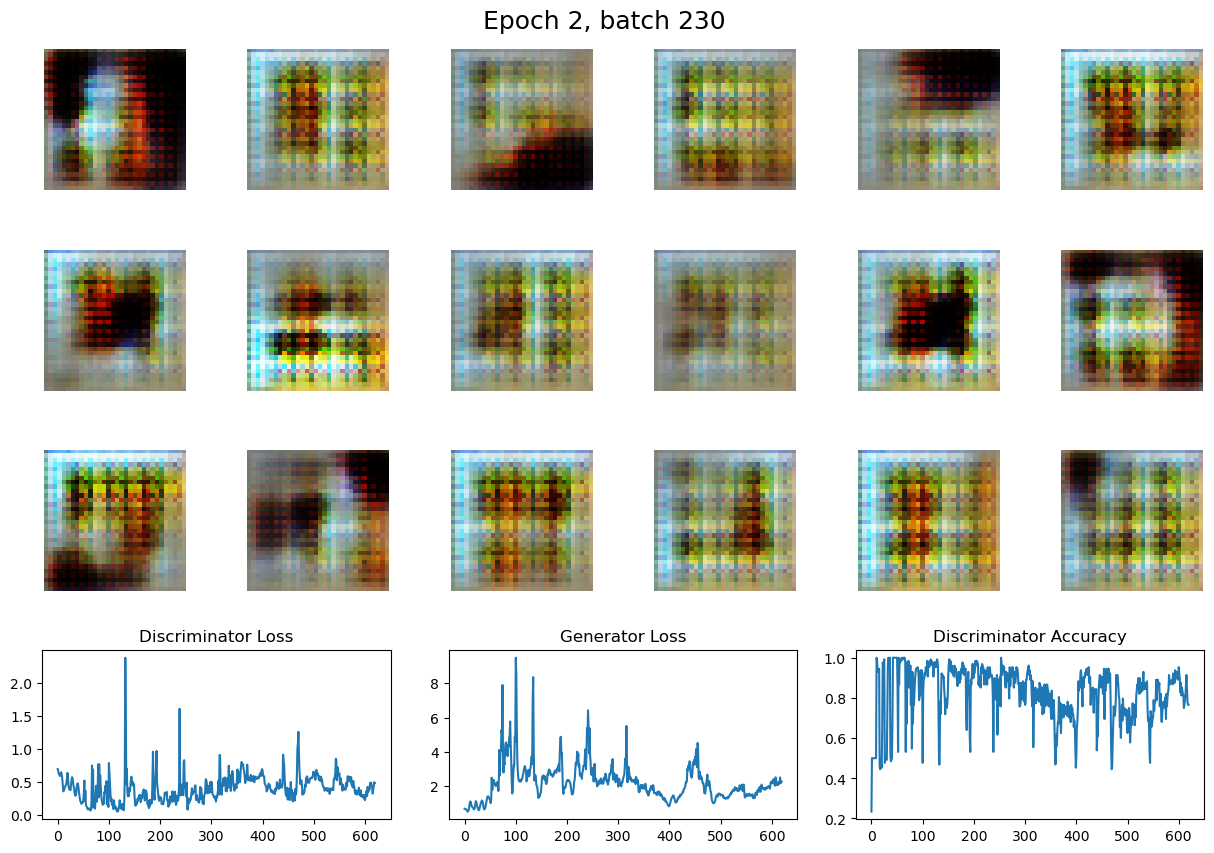 Epoch 2, batch 230
Discriminator Loss
Generator Loss
Discriminator Accuracy
2.0
1.5
1.0
0.5
0.0
0 100 200 300 400 500 600
8
6
4
2
0 100 200 300 400 500 600
1.0
0.8
0.6
0.4
0.2
0 100 200 300 400 500 600